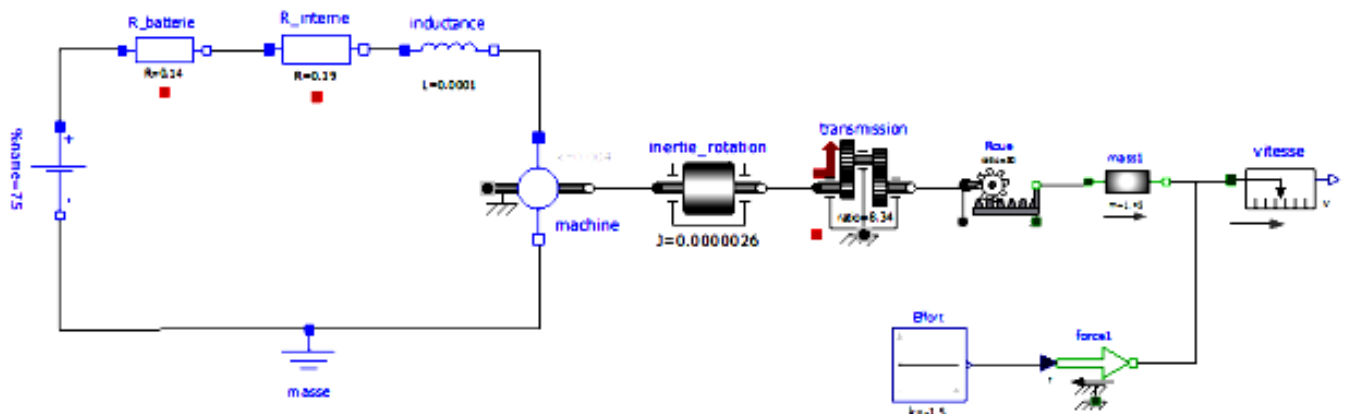 R_batterie
R=0.14
R_interne
R=0.19
inductance
L=0.0001
%name=75
+
-
machine
inertie_rotation
J=0.0000026
transmission
ratio=6.34
Roue
mass1
vitesse
v
Effort
force1
f
masse